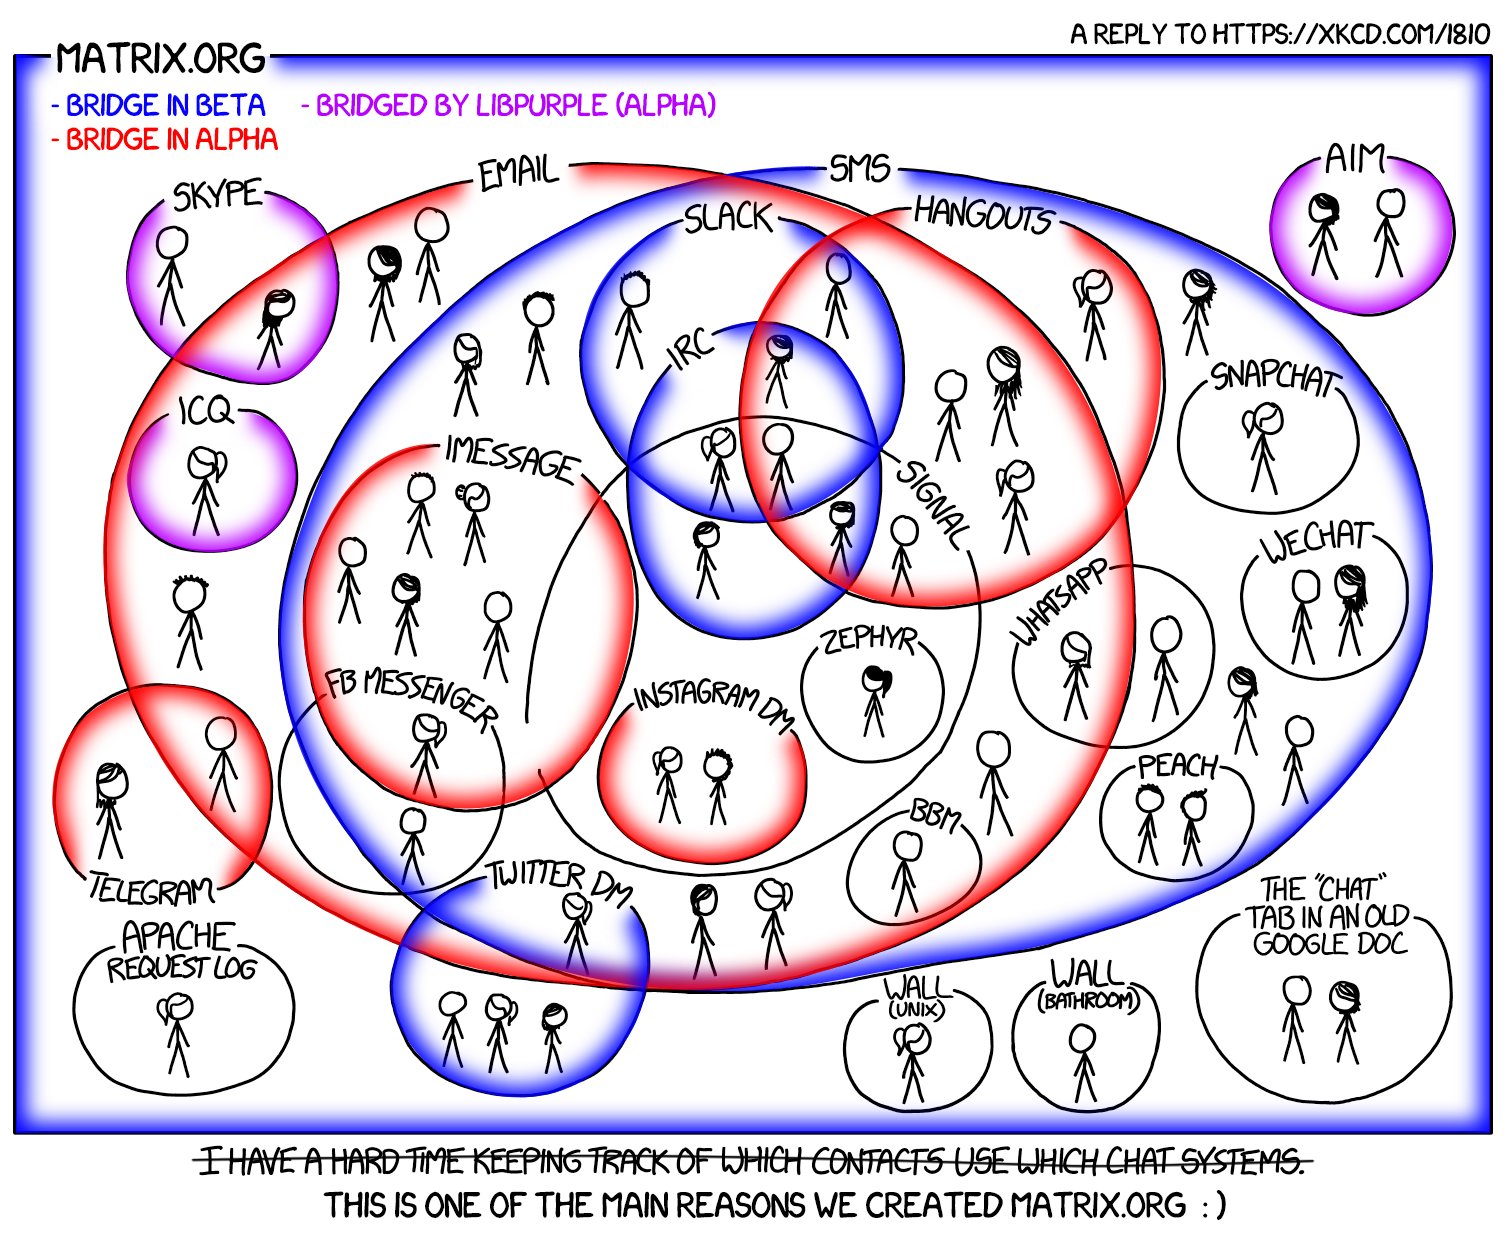 A REPLY TO HTTPS://XKCD.COM/1810
MATRIX.ORG
- BRIDGE IN BETA
- BRIDGED BY LIBPURPLE (ALPHA)
- BRIDGE IN ALPHA
EMAIL
SMS
AIM
SKYPE
SLACK
HANGOUTS
IRC
SNAPCHAT
ICQ
IMESSAGE
SIGNAL
WECHAT
WHATSAPP
ZEPHYR
FB MESSENGER
INSTAGRAM DM
PEACH
BBM
TWITTER DM
TELEGRAM
THE "CHAT"
TAB IN AN OLD
GOOGLE DOC
APACHE
REQUEST LOG
WALL
(UNIX)
WALL
(BATHROOM)
I HAVE A HARD TIME KEEPING TRACK OF WHICH CONTACTS USE WHICH CHAT SYSTEMS.
THIS IS ONE OF THE MAIN REASONS WE CREATED MATRIX.ORG :)